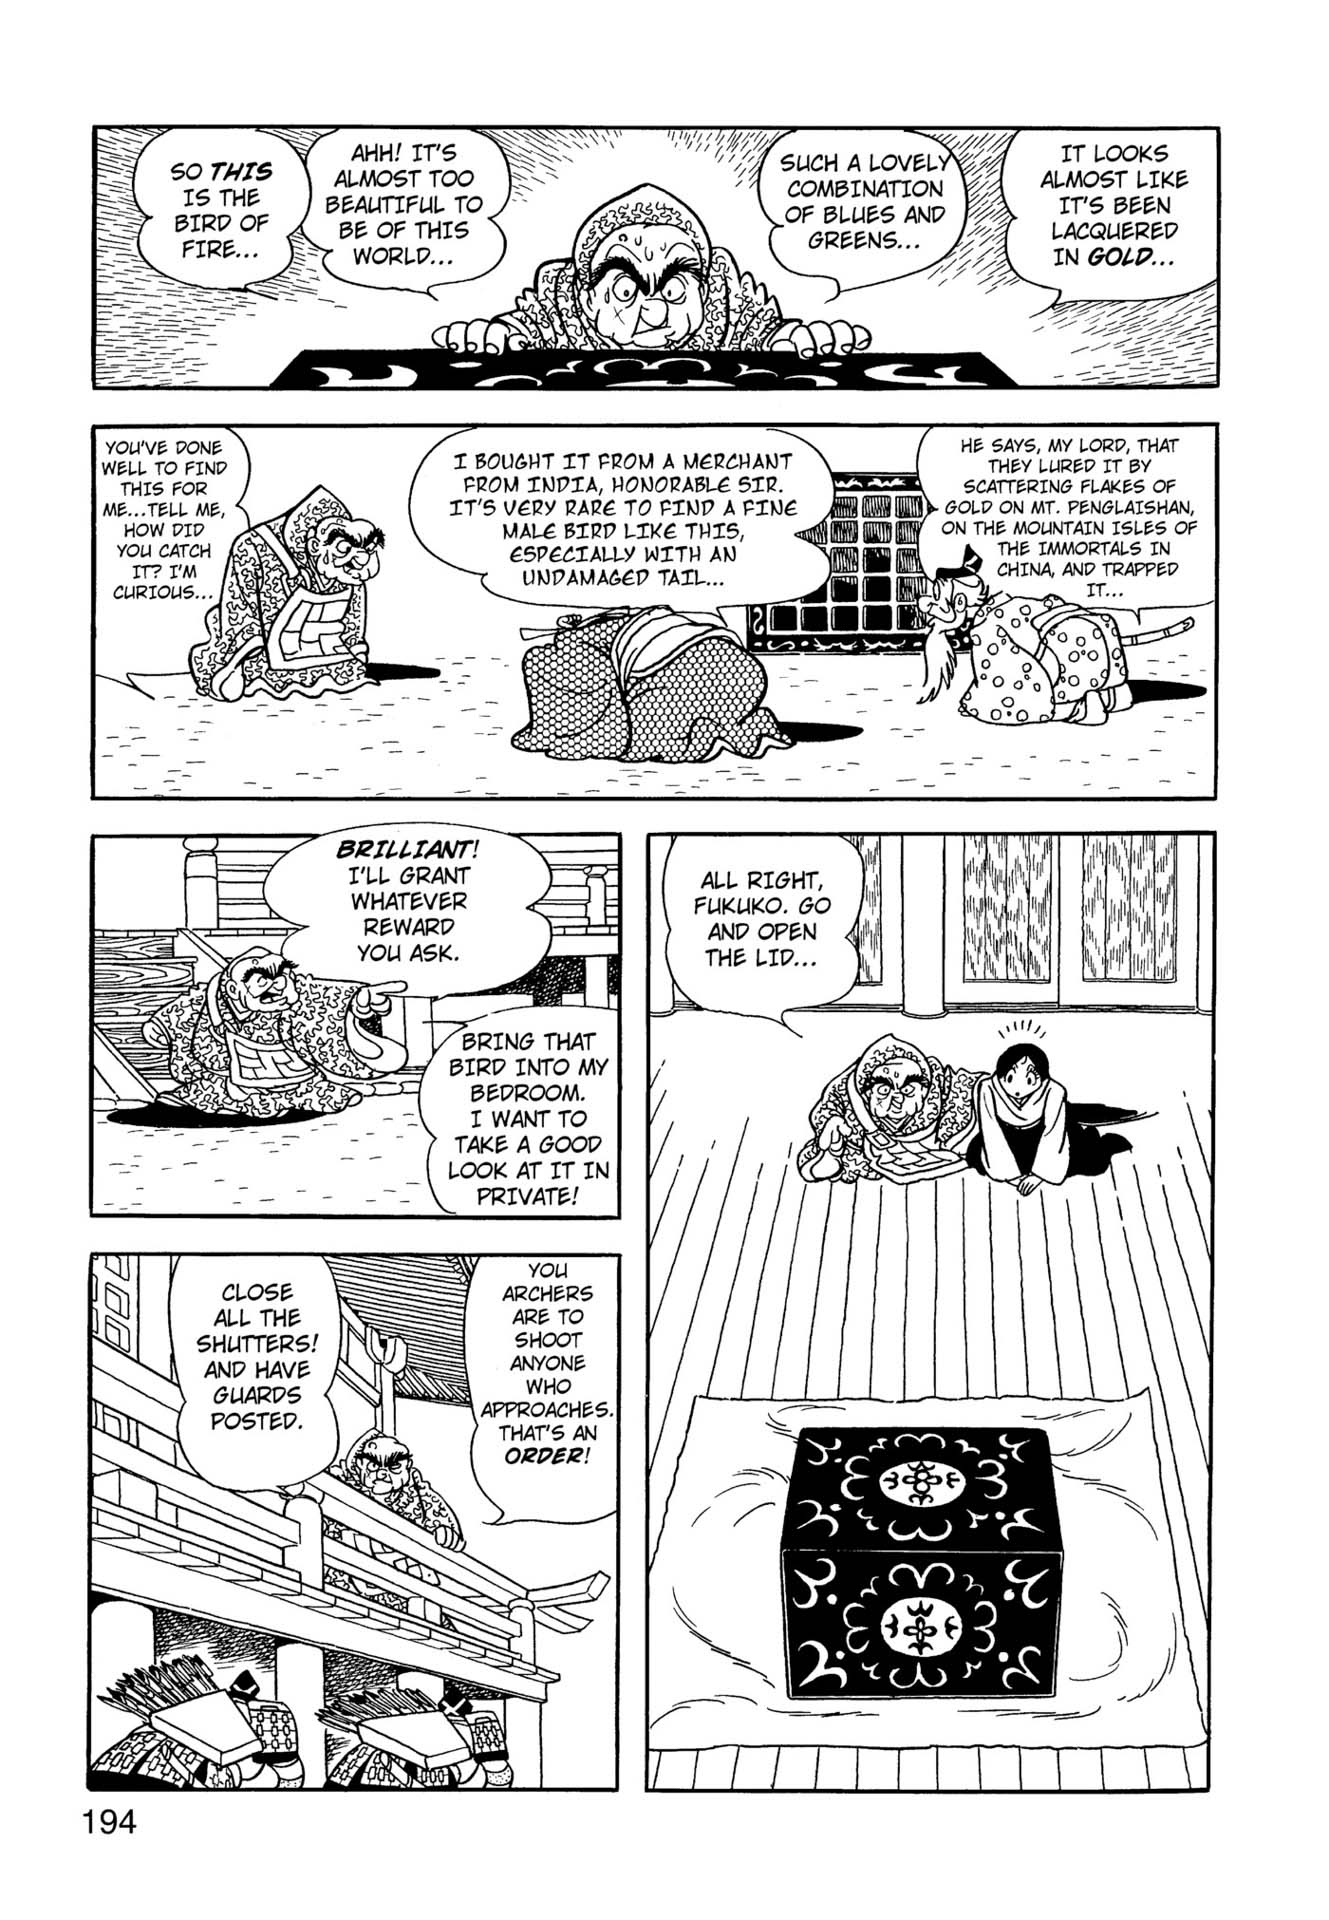 SO THIS
IS THE
BIRD OF
FIRE...
AHH! IT'S
ALMOST TOO
BEAUTIFUL TO
BE OF THIS
WORLD...
SUCH A LOVELY
COMBINATION
OF BLUES AND
GREENS...
IT LOOKS
ALMOST LIKE
IT'S BEEN
LACQUERED
IN GOLD...
YOU'VE DONE
WELL TO FIND
THIS FOR
ME...TELL ME,
HOW DID
YOU CATCH
IT? I'M
CURIOUS...
I BOUGHT IT FROM A MERCHANT
FROM INDIA, HONORABLE SIR.
IT'S VERY RARE TO FIND A FINE
MALE BIRD LIKE THIS,
ESPECIALLY WITH AN
UNDAMAGED TAIL...
HE SAYS, MY LORD, THAT
THEY LURED IT BY
SCATTERING FLAKES OF
GOLD ON MT. PENGLAISHAN,
ON THE MOUNTAIN ISLES OF
THE IMMORTALS IN
CHINA, AND TRAPPED
IT...
BRILLIANT!
I'LL GRANT
WHATEVER
REWARD
YOU ASK.
BRING THAT
BIRD INTO MY
BEDROOM.
I WANT TO
TAKE A GOOD
LOOK AT IT IN
PRIVATE!
CLOSE
ALL THE
SHUTTERS!
AND HAVE
GUARDS
POSTED.
YOU
ARCHERS
ARE TO
SHOOT
ANYONE
WHO
APPROACHES.
THAT'S AN
ORDER!
ALL RIGHT,
FUKUKO. GO
AND OPEN
THE LID...
194